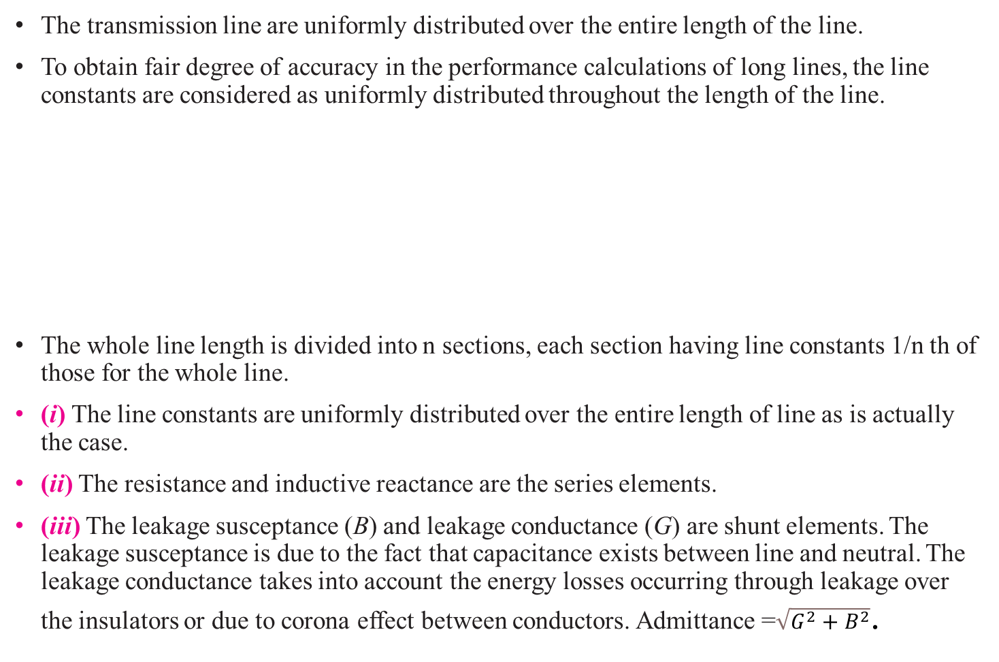 • The transmission line are uniformly distributed over the entire length of the line.
• To obtain fair degree of accuracy in the performance calculations of long lines, the line
constants are considered as uniformly distributed throughout the length of the line.
• The whole line length is divided into n sections, each section having line constants 1/n th of
those for the whole line.
• (i) The line constants are uniformly distributed over the entire length of line as is actually
the case.
• (ii) The resistance and inductive reactance are the series elements.
• (iii) The leakage susceptance (B) and leakage conductance (G) are shunt elements. The
leakage susceptance is due to the fact that capacitance exists between line and neutral. The
leakage conductance takes into account the energy losses occurring through leakage over
the insulators or due to corona effect between conductors. Admittance =√G² + B².